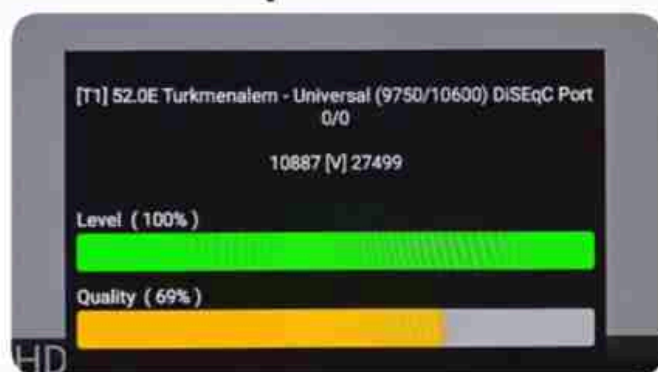 [T1] 52.0E Turkmenalem - Universal (9750/10600) DiSEqC Port
0/0
10887 [V] 27499
Level ( 100% )
Quality ( 69% )
HD